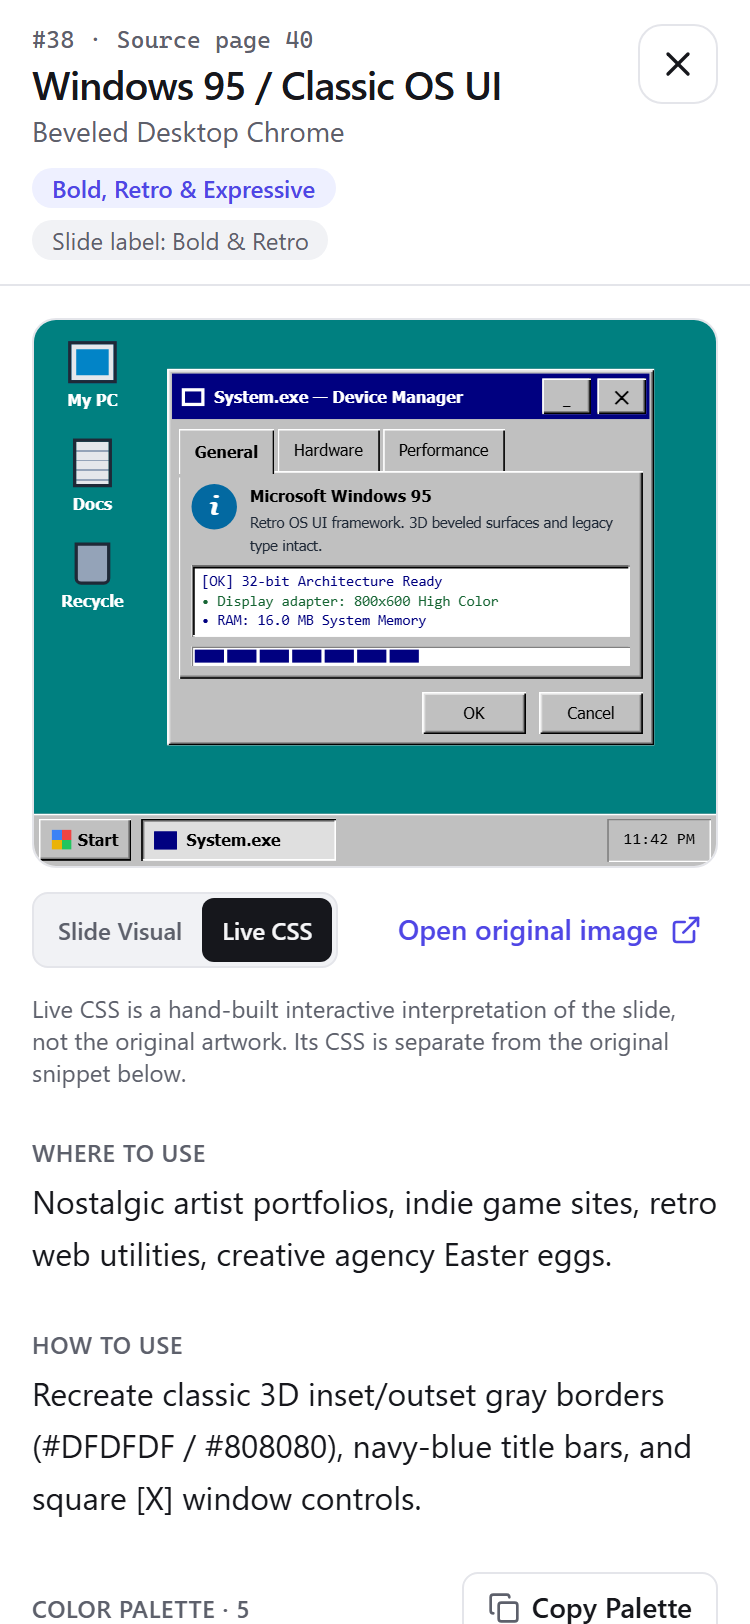 #38 · Source page 40
Windows 95 / Classic OS UI
Beveled Desktop Chrome
Bold, Retro & Expressive
Slide label: Bold & Retro
My PC
Docs
Recycle
System.exe — Device Manager
General Hardware Performance
i
Microsoft Windows 95
Retro OS UI framework. 3D beveled surfaces and legacy
type intact.
[OK] 32-bit Architecture Ready
• Display adapter: 800x600 High Color
• RAM: 16.0 MB System Memory
OK Cancel
Start System.exe 11:42 PM
Slide Visual Live CSS Open original image
Live CSS is a hand-built interactive interpretation of the slide,
not the original artwork. Its CSS is separate from the original
snippet below.
WHERE TO USE
Nostalgic artist portfolios, indie game sites, retro
web utilities, creative agency Easter eggs.
HOW TO USE
Recreate classic 3D inset/outset gray borders
(#DFDFDF / #808080), navy-blue title bars, and
square [X] window controls.
COLOR PALETTE · 5 Copy Palette